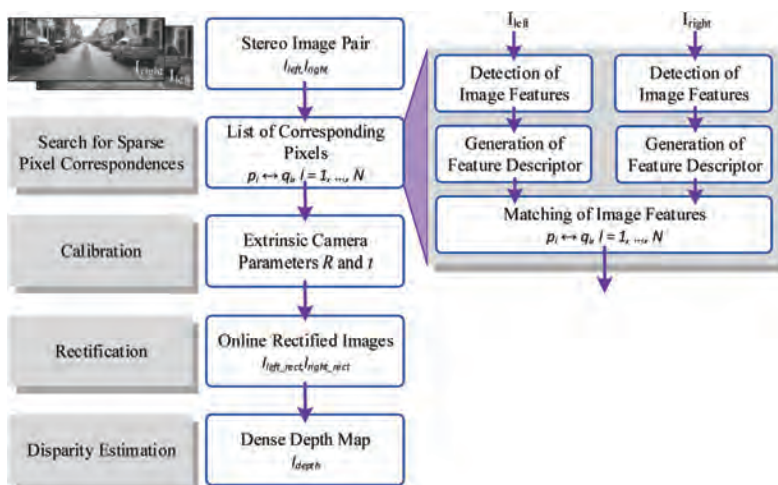 I_right
I_left
Stereo Image Pair
I_left,I_right
Search for Sparse
Pixel Correspondences
List of Corresponding
Pixels
p_i ↔ q_i, i = 1, ..., N
Calibration
Extrinsic Camera
Parameters R and t
Rectification
Online Rectified Images
I_left_rect,I_right_rect
Disparity Estimation
Dense Depth Map
I_depth
I_left
I_right
Detection of
Image Features
Detection of
Image Features
Generation of
Feature Descriptor
Generation of
Feature Descriptor
Matching of Image Features
p_i ↔ q_i, i = 1, ..., N